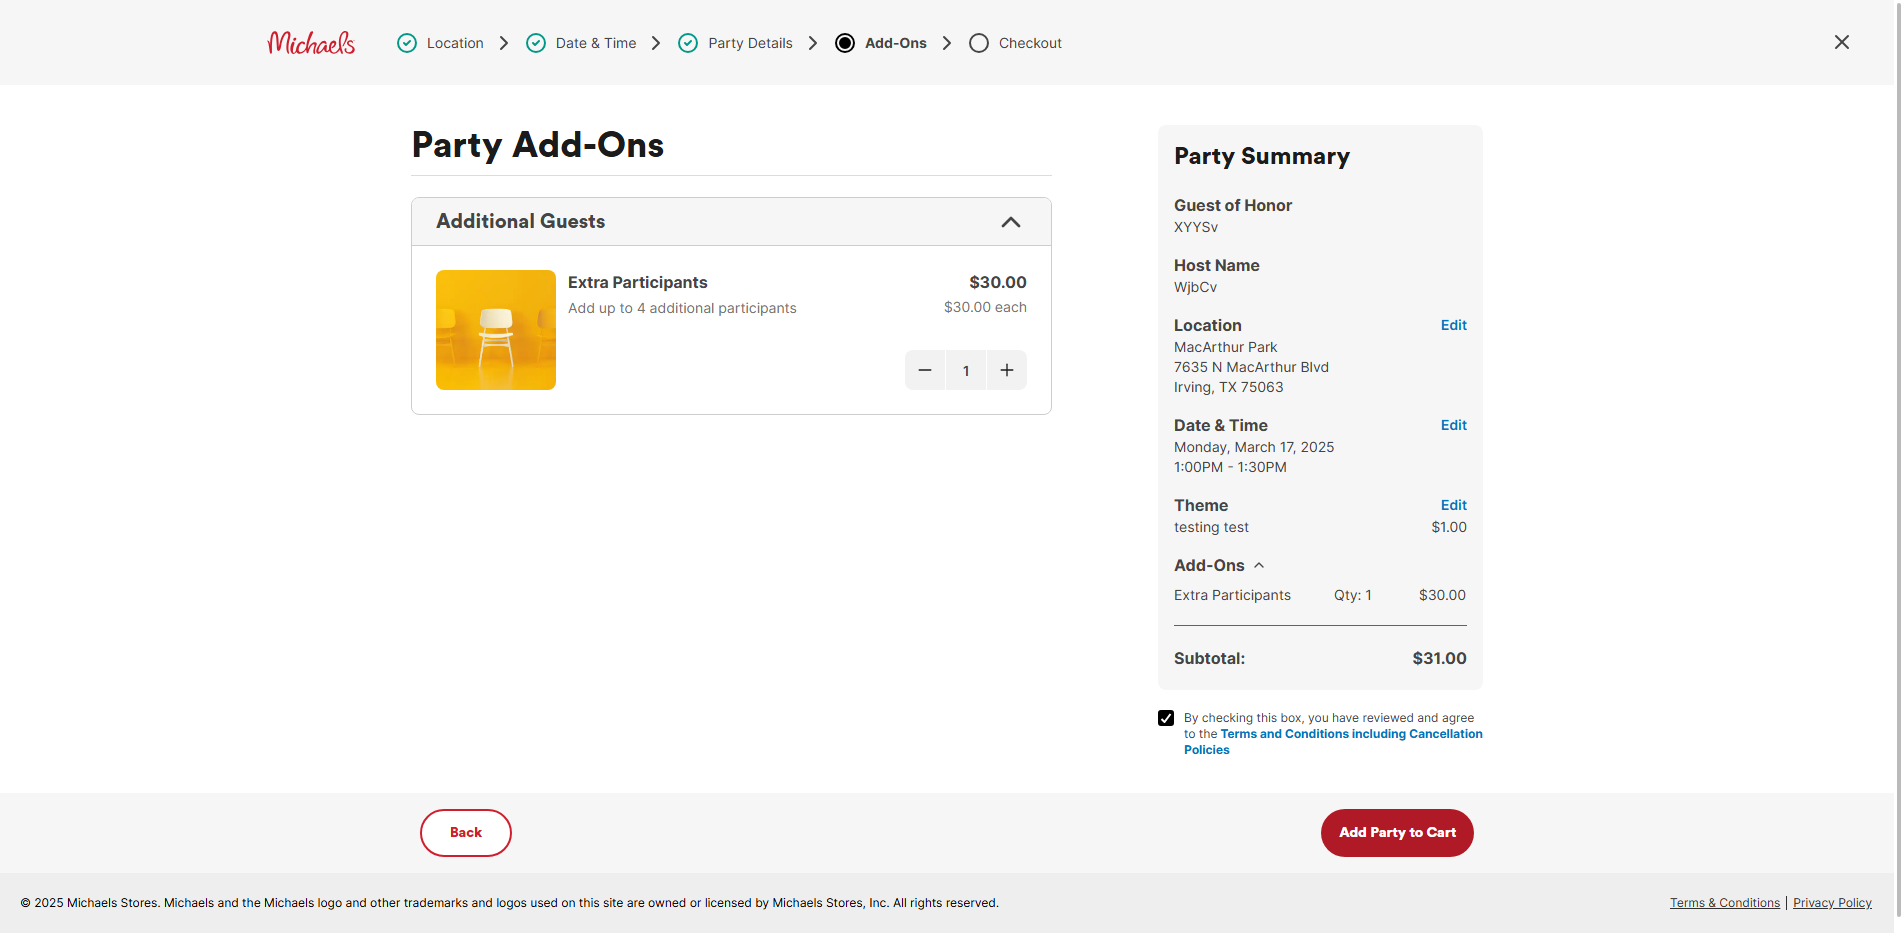 Michaels
Location
Date & Time
Party Details
Add-Ons
Checkout
Party Add-Ons
Additional Guests
Extra Participants
$30.00
Add up to 4 additional participants
$30.00 each
1
Party Summary
Guest of Honor
XYYSv
Host Name
WjbCv
Location Edit
MacArthur Park
7635 N MacArthur Blvd
Irving, TX 75063
Date & Time Edit
Monday, March 17, 2025
1:00PM - 1:30PM
Theme Edit
testing test $1.00
Add-Ons
Extra Participants Qty: 1 $30.00
Subtotal: $31.00
By checking this box, you have reviewed and agree
to the Terms and Conditions including Cancellation
Policies
Back
Add Party to Cart
© 2025 Michaels Stores. Michaels and the Michaels logo and other trademarks and logos used on this site are owned or licensed by Michaels Stores, Inc. All rights reserved.
Terms & Conditions | Privacy Policy